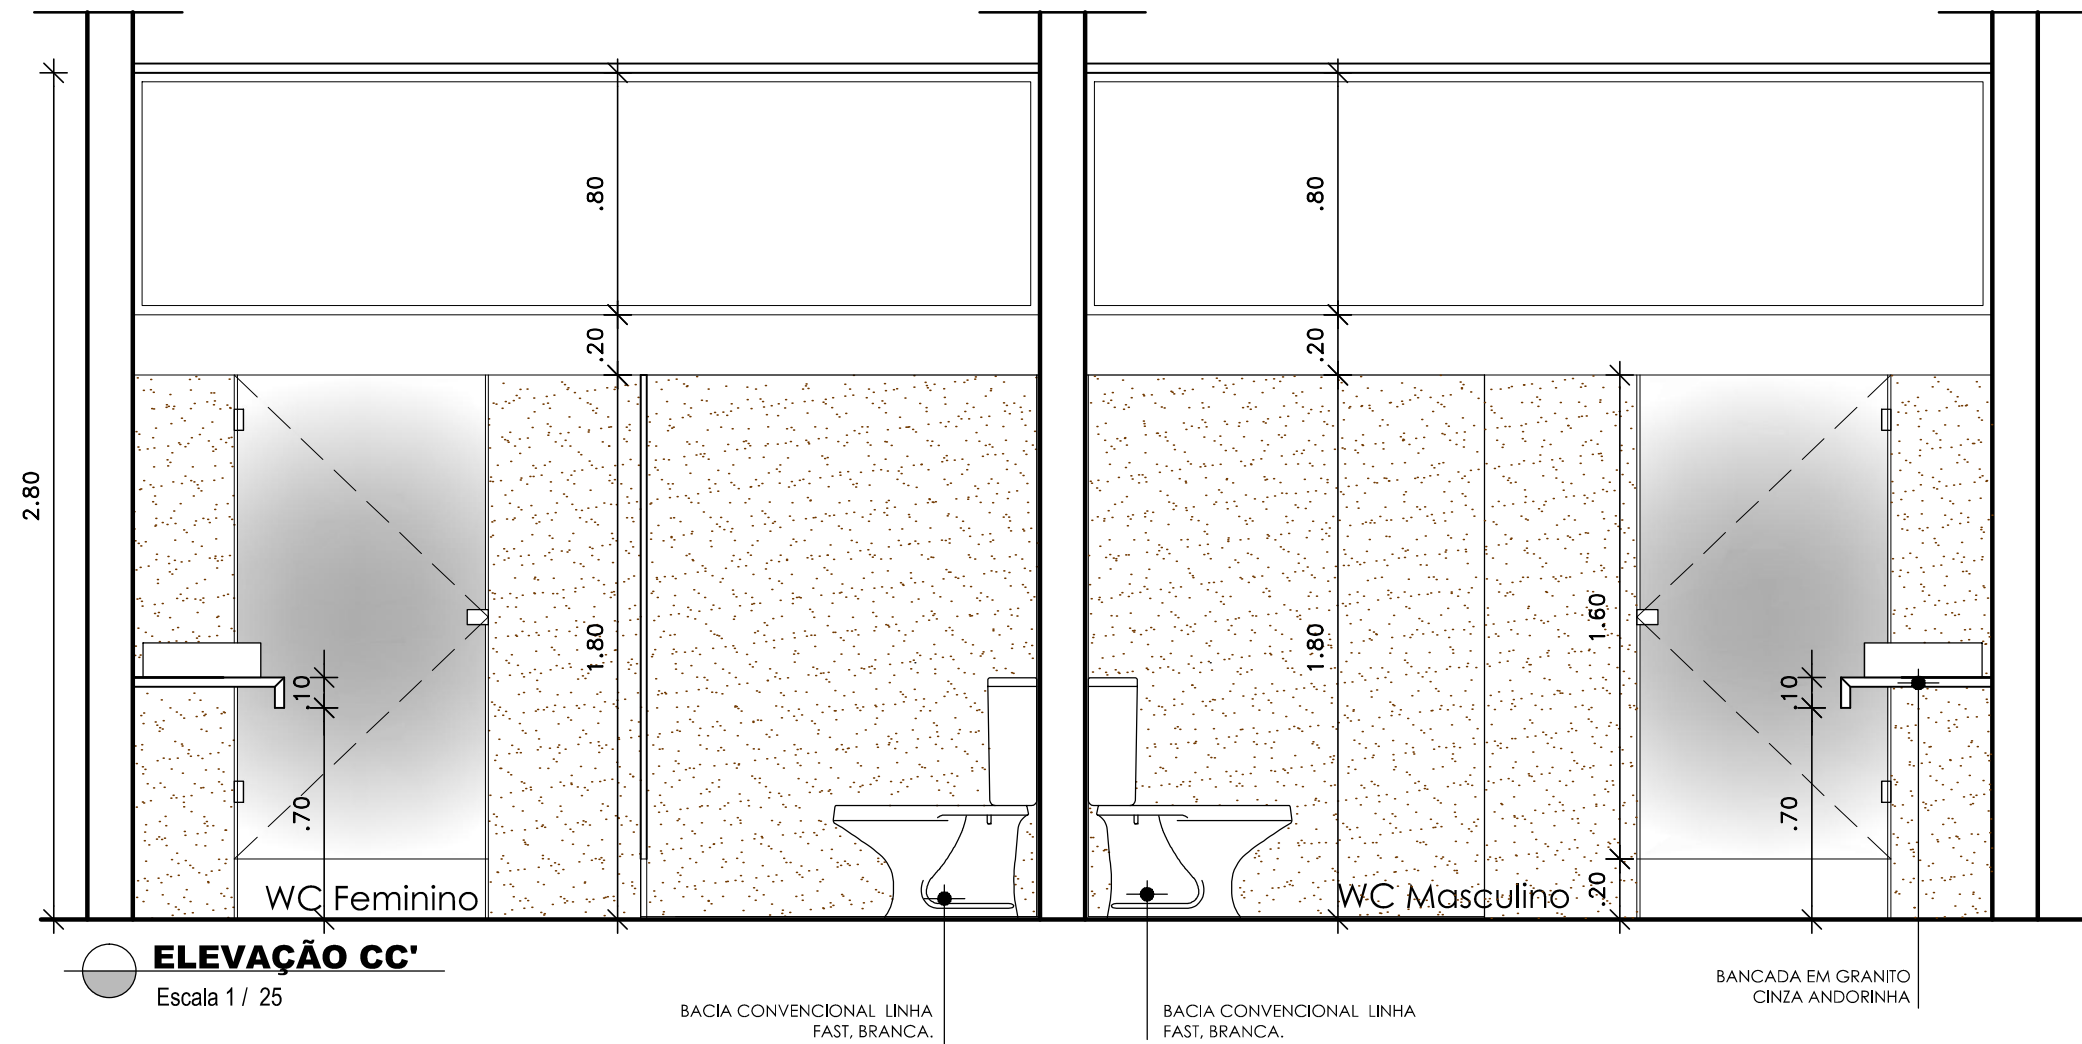 .80
.80
.20
.20
2.80
1.80
1.80
1.60
.10
.10
.70
.70
WC Feminino
WC Masculino
.20
ELEVAÇÃO CC'
Escala 1 / 25
BACIA CONVENCIONAL LINHA
FAST, BRANCA.
BACIA CONVENCIONAL LINHA
FAST, BRANCA.
BANCADA EM GRANITO
CINZA ANDORINHA